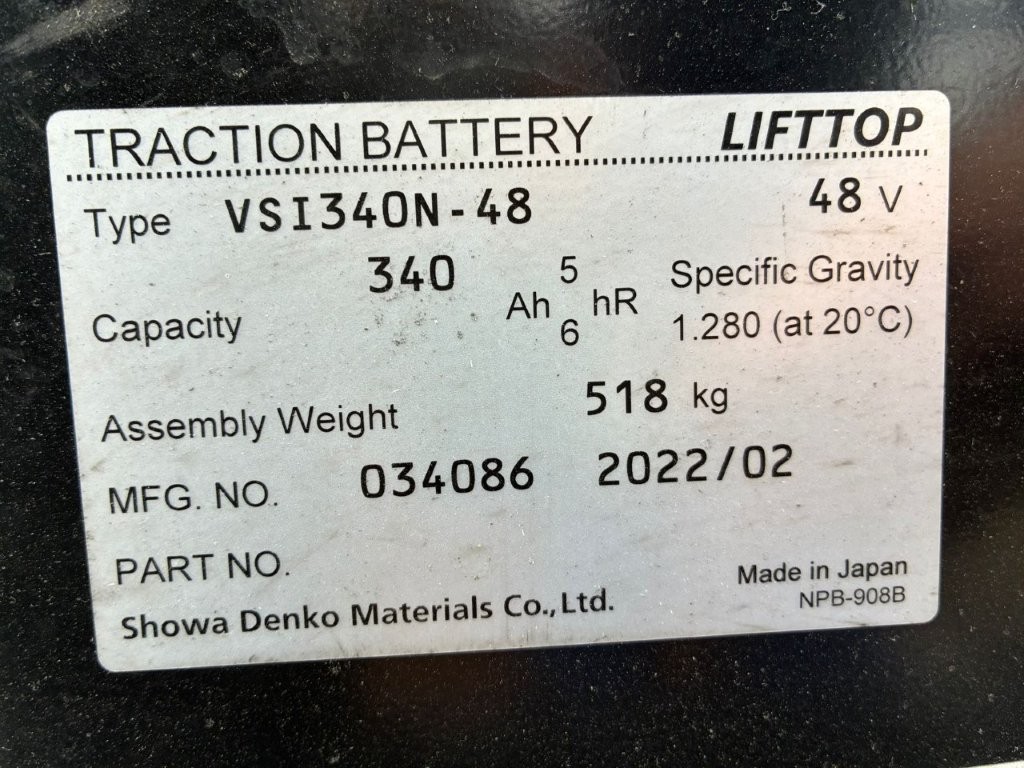 TRACTION BATTERY LIFTTOP
Type VSI340N-48 48 V
Capacity 340 Ah 5 6 hR Specific Gravity
1.280 (at 20°C)
Assembly Weight 518 kg
MFG. NO. 034086 2022/02
PART NO.
Made in Japan
Showa Denko Materials Co.,Ltd. NPB-908B